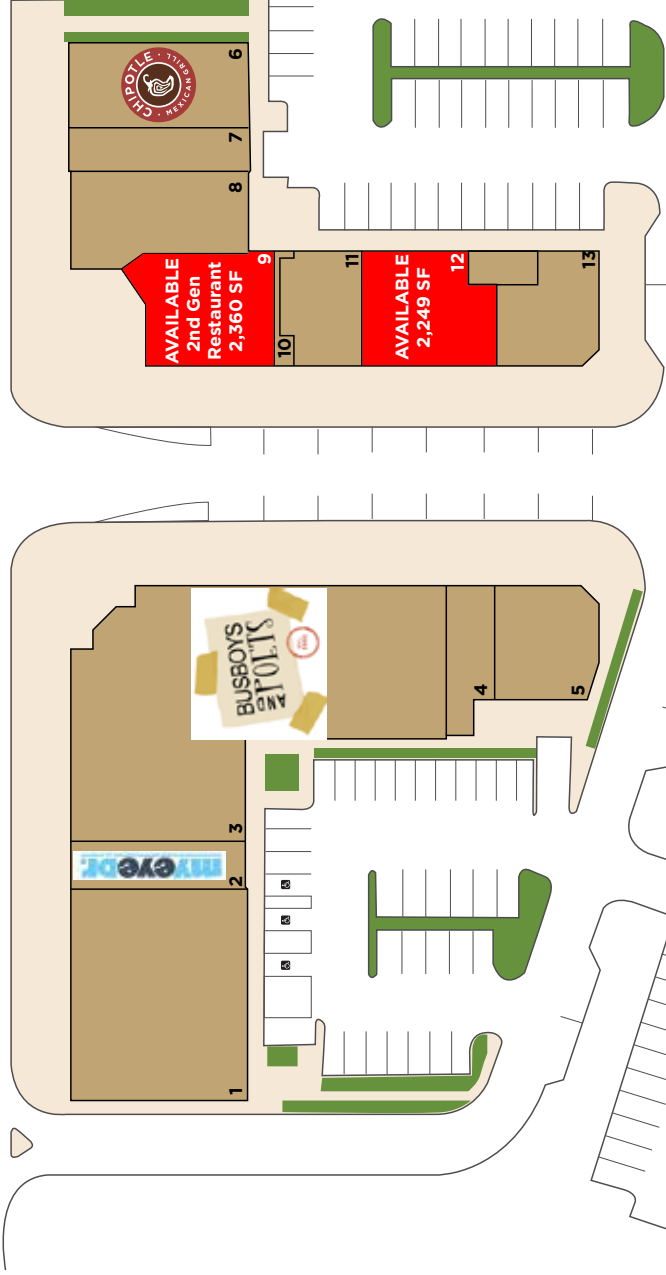 6
CHIPOTLE
MEXICAN GRILL
7
8
AVAILABLE
2nd Gen
Restaurant
2,360 SF
9
10
11
AVAILABLE
2,249 SF
12
13
BUSBOYS
AND POETS
4
5
3
myeyeDr.
2
1